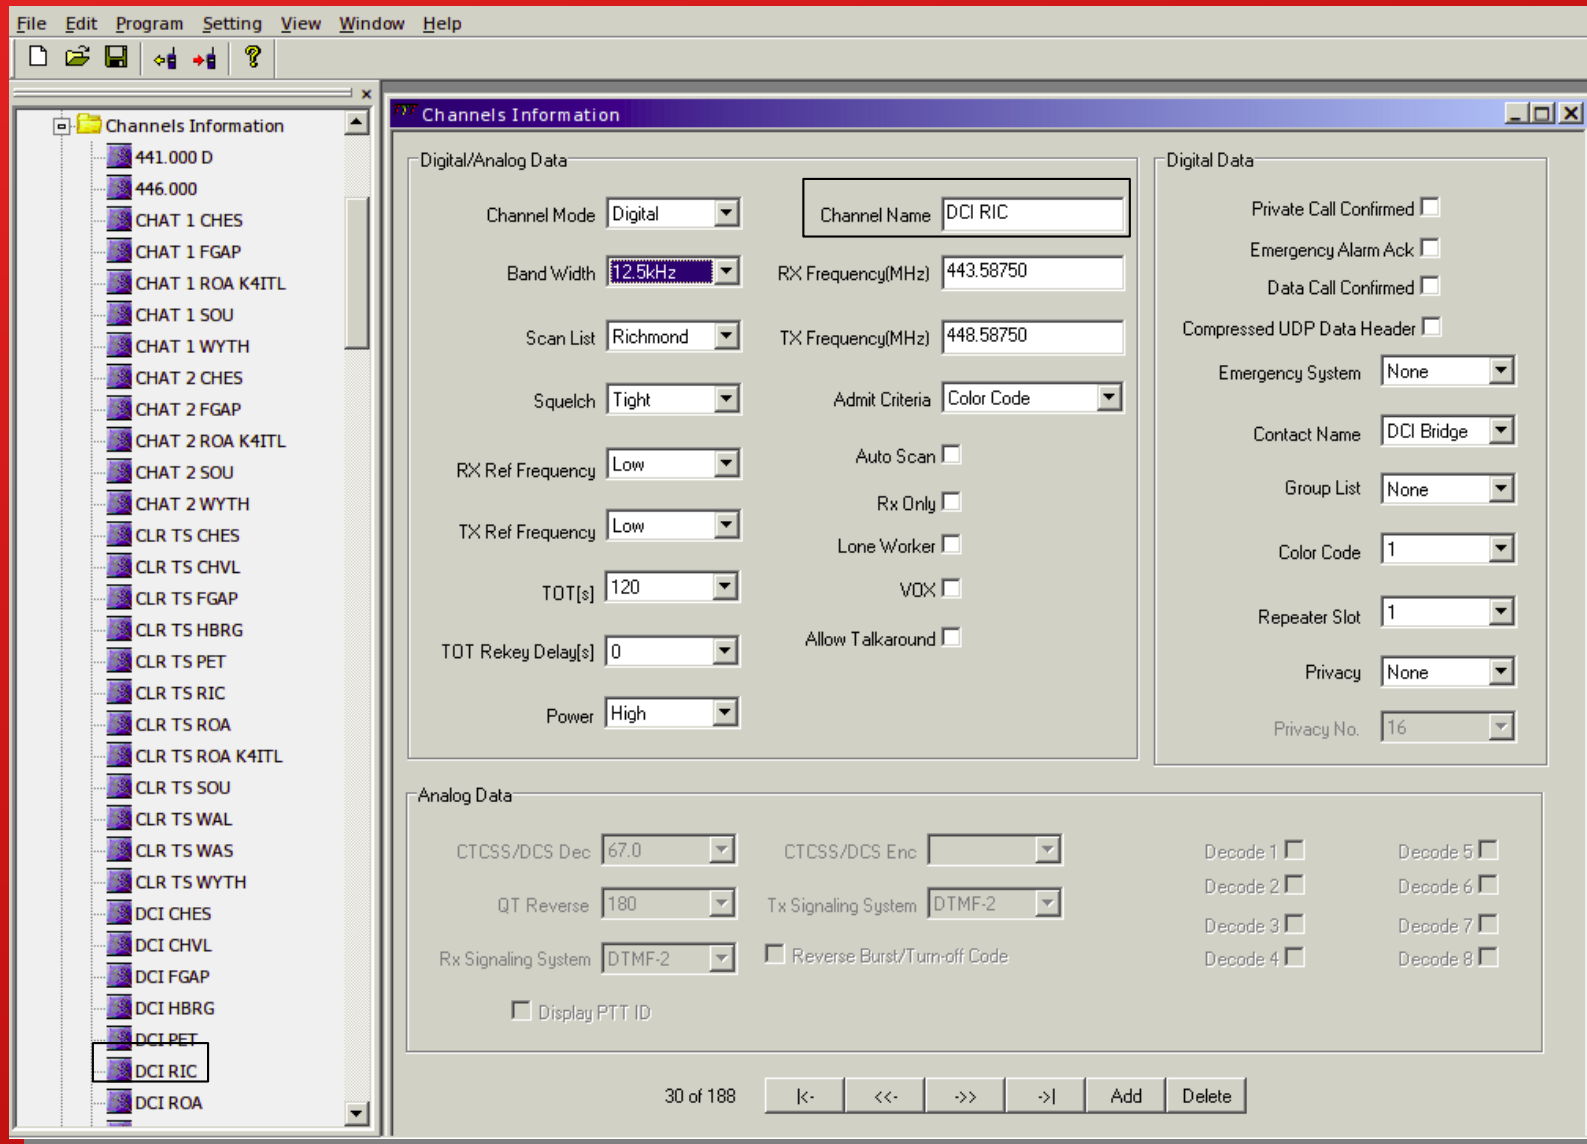 File Edit Program Setting View Window Help
Channels Information
441.000 D
446.000
CHAT 1 CHES
CHAT 1 FGAP
CHAT 1 ROA K4ITL
CHAT 1 SOU
CHAT 1 WYTH
CHAT 2 CHES
CHAT 2 FGAP
CHAT 2 ROA K4ITL
CHAT 2 SOU
CHAT 2 WYTH
CLR TS CHES
CLR TS CHVL
CLR TS FGAP
CLR TS HBRG
CLR TS PET
CLR TS RIC
CLR TS ROA
CLR TS ROA K4ITL
CLR TS SOU
CLR TS WAL
CLR TS WAS
CLR TS WYTH
DCI CHES
DCI CHVL
DCI FGAP
DCI HBRG
DCI PET
DCI RIC
DCI ROA
Channels Information
Digital/Analog Data
Channel Mode Digital
Band Width 12.5kHz
Scan List Richmond
Squelch Tight
RX Ref Frequency Low
TX Ref Frequency Low
TOT[s] 120
TOT Rekey Delay[s] 0
Power High
Channel Name DCI RIC
RX Frequency(MHz) 443.58750
TX Frequency(MHz) 448.58750
Admit Criteria Color Code
Auto Scan
Rx Only
Lone Worker
VOX
Allow Talkaround
Digital Data
Private Call Confirmed
Emergency Alarm Ack
Data Call Confirmed
Compressed UDP Data Header
Emergency System None
Contact Name DCI Bridge
Group List None
Color Code 1
Repeater Slot 1
Privacy None
Privacy No. 16
Analog Data
CTCSS/DCS Dec 67.0
QT Reverse 180
Rx Signaling System DTMF-2
Display PTT ID
CTCSS/DCS Enc
Tx Signaling System DTMF-2
Reverse Burst/Turn-off Code
Decode 1
Decode 2
Decode 3
Decode 4
Decode 5
Decode 6
Decode 7
Decode 8
30 of 188 |<- <<- ->> ->| Add Delete